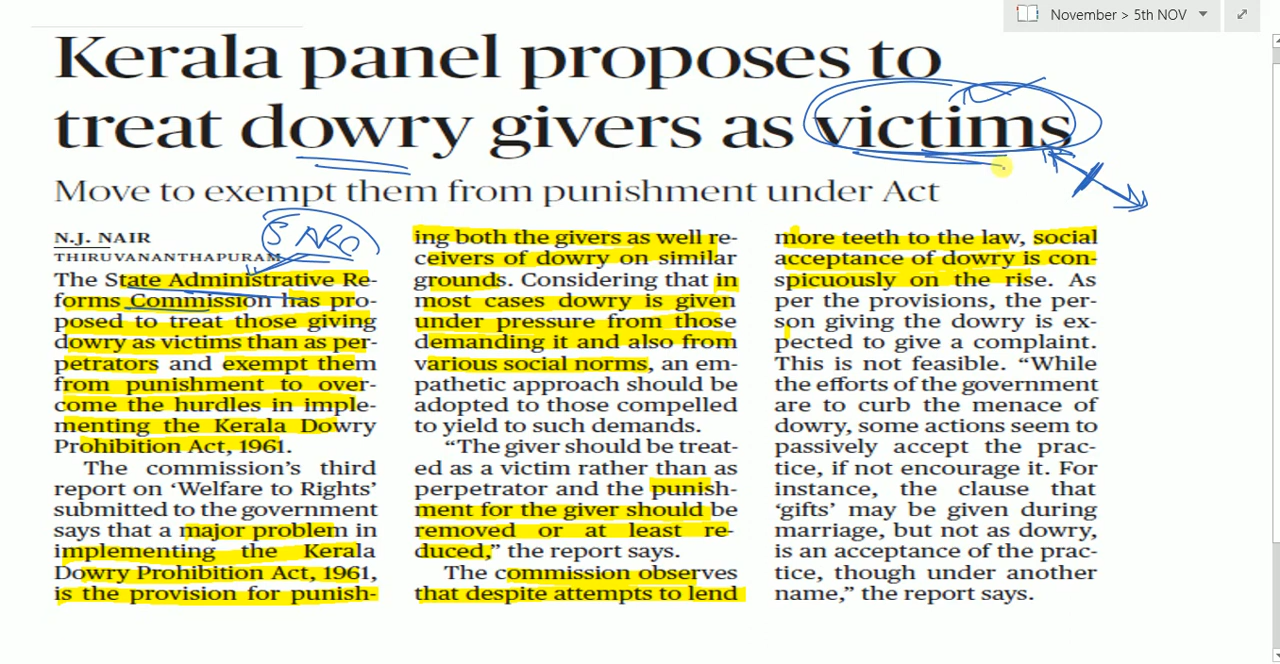 November > 5th NOV
Kerala panel proposes to
treat dowry givers as victims
Move to exempt them from punishment under Act
SARC
N.J. NAIR
THIRUVANANTHAPURAM
The State Administrative Re-
forms Commission has pro-
posed to treat those giving
dowry as victims than as per-
petrators and exempt them
from punishment to over-
come the hurdles in imple-
menting the Kerala Dowry
Prohibition Act, 1961.
The commission's third
report on ‘Welfare to Rights’
submitted to the government
says that a major problem in
implementing the Kerala
Dowry Prohibition Act, 1961,
is the provision for punish-
ing both the givers as well re-
ceivers of dowry on similar
grounds. Considering that in
most cases dowry is given
under pressure from those
demanding it and also from
various social norms, an em-
pathetic approach should be
adopted to those compelled
to yield to such demands.
“The giver should be treat-
ed as a victim rather than as
perpetrator and the punish-
ment for the giver should be
removed or at least re-
duced,” the report says.
The commission observes
that despite attempts to lend
more teeth to the law, social
acceptance of dowry is con-
spicuously on the rise. As
per the provisions, the per-
son giving the dowry is ex-
pected to give a complaint.
This is not feasible. “While
the efforts of the government
are to curb the menace of
dowry, some actions seem to
passively accept the prac-
tice, if not encourage it. For
instance, the clause that
‘gifts’ may be given during
marriage, but not as dowry,
is an acceptance of the prac-
tice, though under another
name,” the report says.